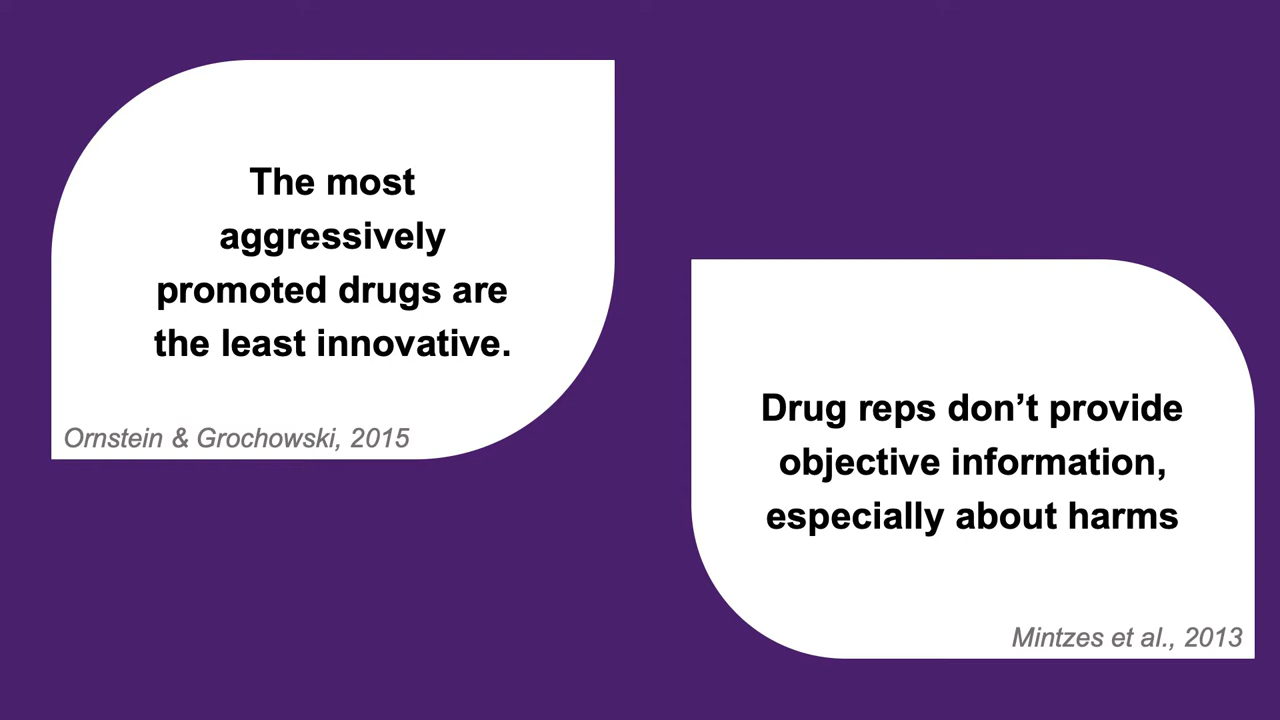 The most
aggressively
promoted drugs are
the least innovative.
Ornstein & Grochowski, 2015
Drug reps don’t provide
objective information,
especially about harms
Mintzes et al., 2013